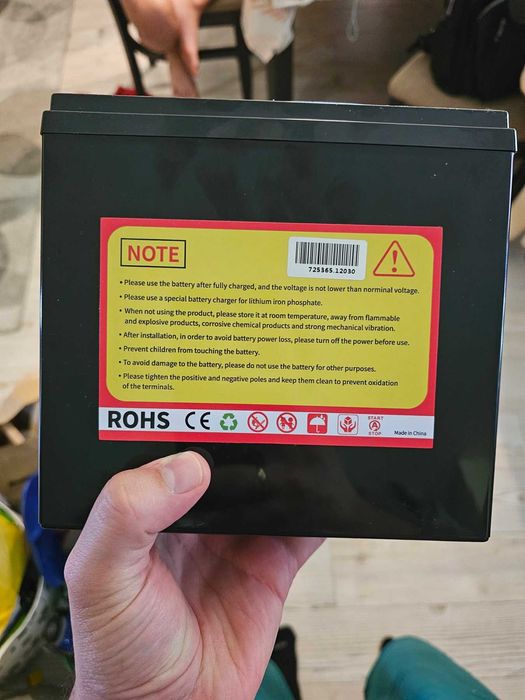 NOTE
725365.12030
• Please use the battery after fully charged, and the voltage is not lower than norminal voltage.
• Please use a special battery charger for lithium iron phosphate.
• When not using the product, please store it at room temperature, away from flammable
and explosive products, corrosive chemical products and strong mechanical vibration.
• After installation, in order to avoid battery power loss, please turn off the power before use.
• Prevent children from touching the battery.
• To avoid damage to the battery, please do not use the battery for other purposes.
• Please tighten the positive and negative poles and keep them clean to prevent oxidation
of the terminals.
ROHS CE START
A
STOP
Made in China